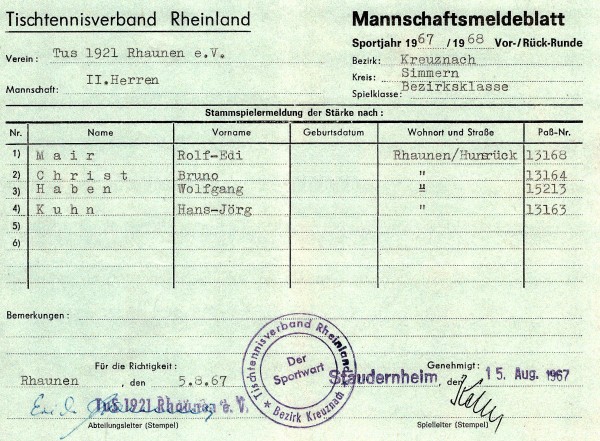 Tischtennisverband Rheinland
Mannschaftsmeldeblatt
Sportjahr 1967 / 1968 Vor-/Rück-Runde
Verein: Tus 1921 Rhaunen e.V.
Bezirk: Kreuznach
Kreis: Simmern
Mannschaft: II.Herren
Spielklasse: Bezirksklasse
Stammspielermeldung der Stärke nach:
Nr. Name Vorname Geburtsdatum Wohnort und Straße Paß-Nr.
1) Mair Rolf-Edi Rhaunen/Hunsrück 13168
2) Christ Bruno " 13164
3) Haben Wolfgang " 15213
4) Kuhn Hans-Jörg " 13163
5)
6)
Bemerkungen:
Tischtennisverband Rheinland
Der Sportwart
* Bezirk Kreuznach *
Für die Richtigkeit:
Genehmigt:
Rhaunen, den 5.8.67
Staudernheim, den 15. Aug. 1967
TuS 1921 Rhaunen e. V.
Abteilungsleiter (Stempel)
Spielleiter (Stempel)